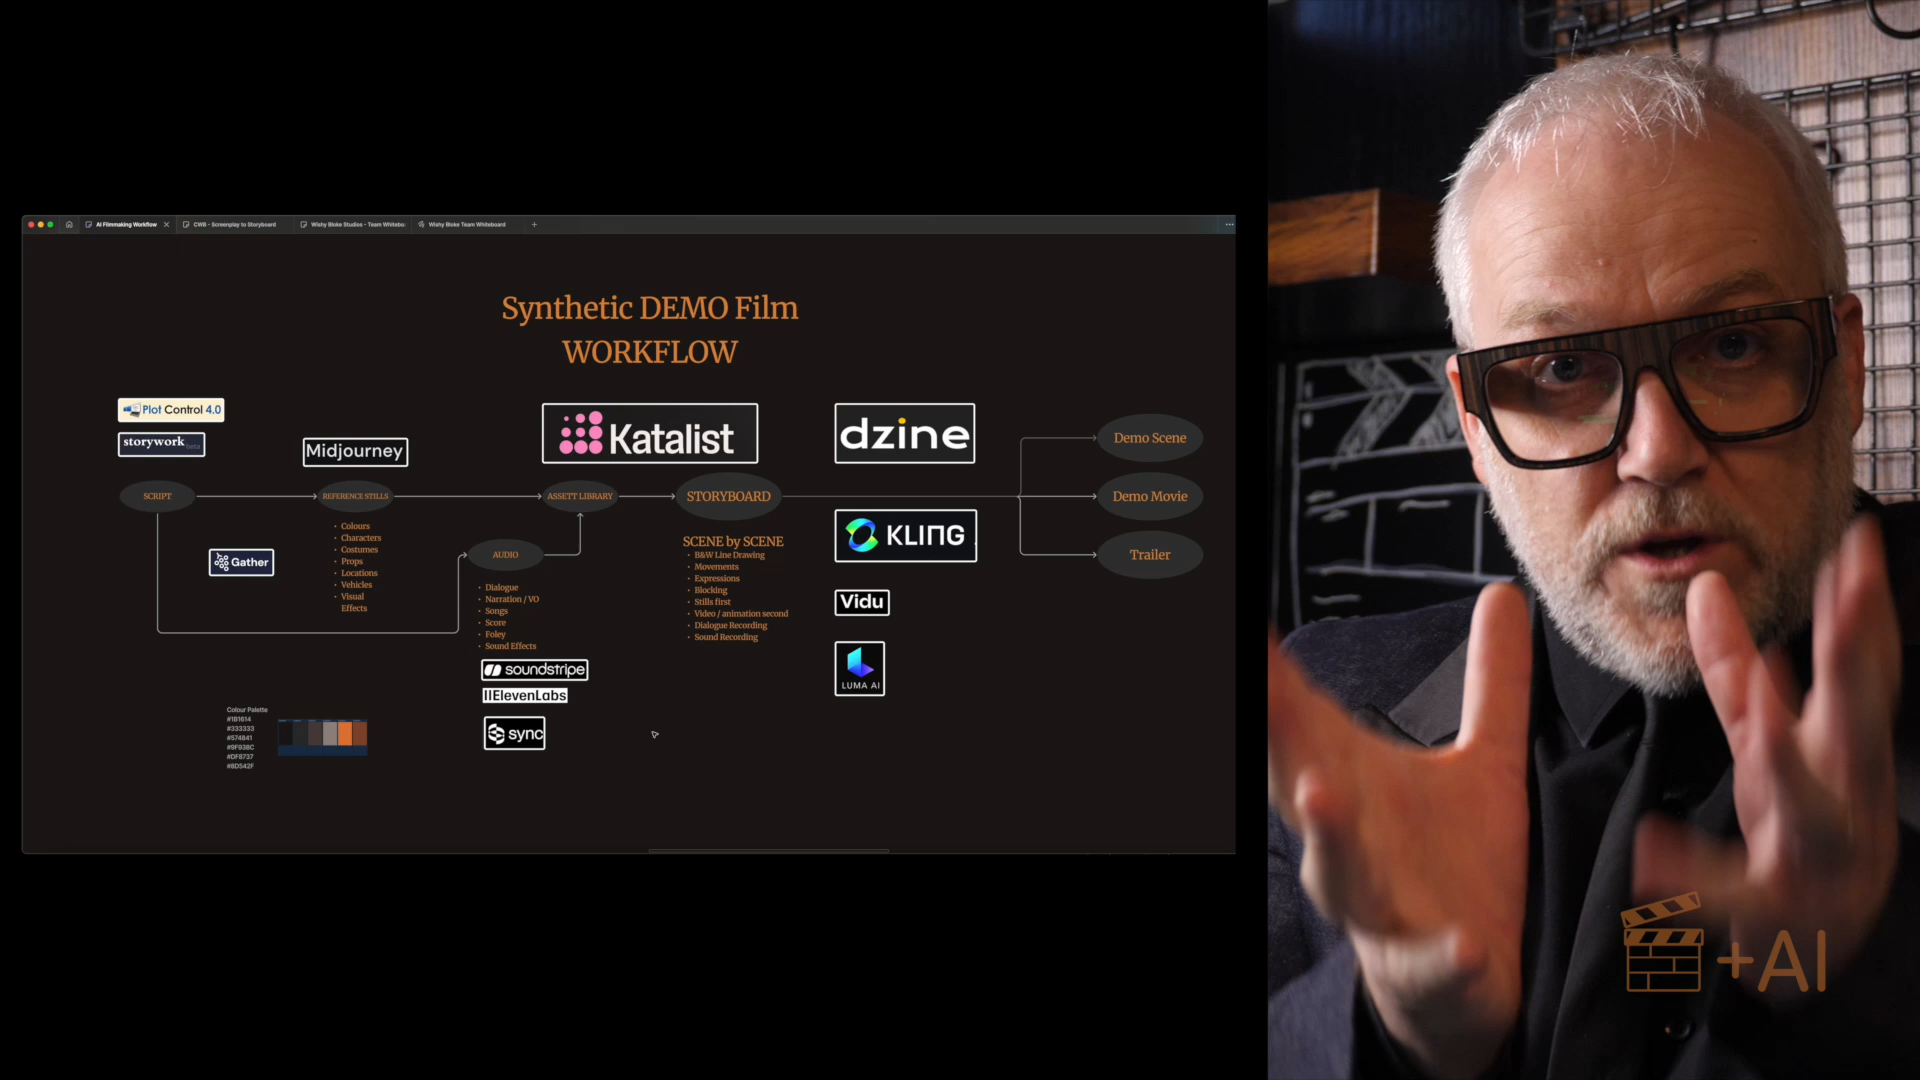 AI Filmmaking Workflow
CWB - Screenplay to Storyboard
Wishy Bloke Studios - Team Whitebo
Wishy Bloke Team Whiteboard
Synthetic DEMO Film
WORKFLOW
Plot Control 4.0
storywork beta
Midjourney
Katalist
dzine
SCRIPT
REFERENCE STILLS
ASSETT LIBRARY
STORYBOARD
Demo Scene
Demo Movie
Trailer
Gather
Colours
Characters
Costumes
Props
Locations
Vehicles
Visual
Effects
AUDIO
Dialogue
Narration / VO
Songs
Score
Foley
Sound Effects
soundstripe
IIElevenLabs
sync
SCENE by SCENE
B&W Line Drawing
Movements
Expressions
Blocking
Stills first
Video / animation second
Dialogue Recording
Sound Recording
KLING
Vidu
LUMA AI
Colour Palette
#1B1614
#333333
#574841
#9F938C
#DF8737
#8D542F
+AI